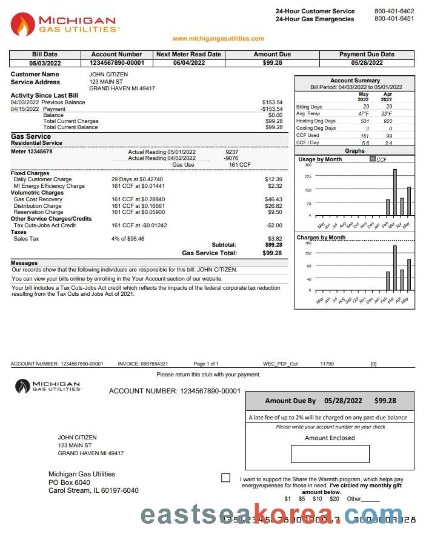 MICHIGAN
GAS UTILITIES
24-Hour Customer Service 800-401-6402
24-Hour Gas Emergency 800-401-6451
www.michigangasutilities.com
Bill Date Account Number Next Meter Read Date Amount Due Payment Due Date
05/03/2022 1234567890-00001 06/04/2022 $99.28 05/28/2022
Customer Name JOHN CITIZEN
Service Address 123 MAIN ST
GRAND HAVEN MI 49417
Activity Since Last Bill
04/03/2022 Previous Balance $153.54
04/15/2022 Payment -$153.54
Balance $0.00
Total Current Charges $99.28
Total Current Balance $99.28
Gas Service
Residential Service
Meter 12345678 Actual Reading 05/01/2022 9237
Actual Reading 04/02/2022 -9076
Gas Use 161 CCF
Fixed Charges
Daily Customer Charge 29 Days at $0.42740 $12.39
MI Energy Efficiency Charge 161 CCF at $0.01441 $2.32
Volumetric Charges
Gas Cost Recovery 161 CCF at $0.28840 $46.43
Distribution Charge 161 CCF at $0.16661 $26.82
Reservation Charge 161 CCF at $0.05900 $9.50
Other Service Charges/Credits
Tax Cuts-Jobs Act Credit 161 CCF at -$0.01242 -$2.00
Taxes
Sales Tax 4% of $95.46 $3.82
Subtotal: $99.28
Gas Service Total: $99.28
Messages
Our records show that the following individuals are responsible for this bill: JOHN CITIZEN.
You can view your bills online by enrolling in the Your Account section of our website.
Your bill includes a Tax Cuts-Jobs Act credit which reflects the impacts of the federal corporate tax reduction
resulting from the Tax Cuts and Jobs Act of 2021.
Account Summary
Bill Period: 04/03/2022 to 05/01/2022
May Apr
2022 2022
Billing Days 29 29
Avg. Temp 47°F 33°F
Heating Deg Days 531 922
Cooling Deg Days 3 0
CCF Used 161
CCF / Day 5.6
Graphs
Usage by Month CCF
Charges by Month
ACCOUNT NUMBER: 1234567890-00001 INVOICE: 0987654321 Page 1 of 1 WEC_PDF_Out 11790 [0]
Please return this stub with your payment.
MICHIGAN
GAS UTILITIES
ACCOUNT NUMBER: 1234567890-00001
Amount Due By 05/28/2022 $99.28
A late fee of up to 2% will be charged on any past-due balance
Please write your account number on your check.
Amount Enclosed
JOHN CITIZEN
123 MAIN ST
GRAND HAVEN MI 49417
Michigan Gas Utilities
PO Box 6040
Carol Stream, IL 60197-6040
I want to support the Share the Warmth program, which helps pay
energy/expenses for those in need. I've circled my monthly gift
amount below.
$1 $5 $10 $20 Other
eastseakorea.com